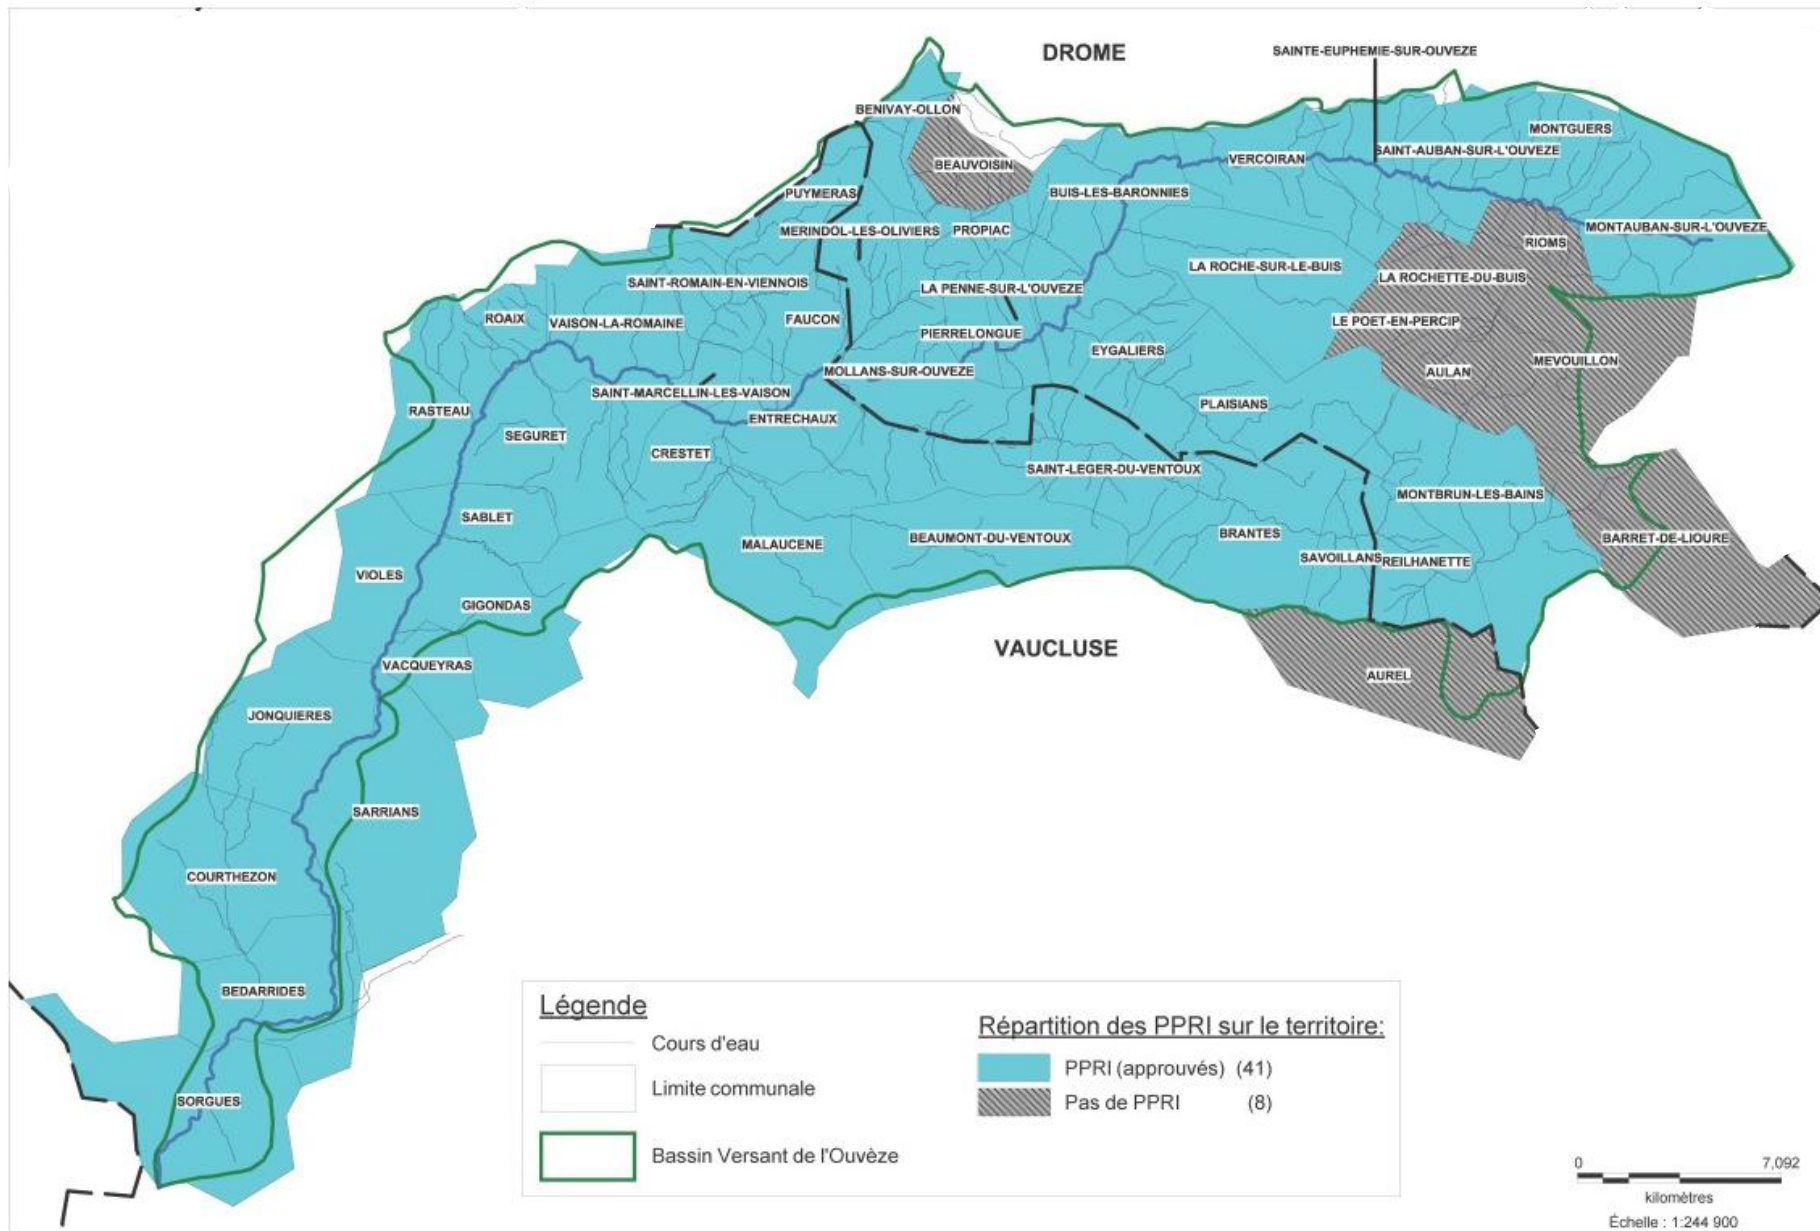 DROME
SAINTE-EUPHEMIE-SUR-OUVEZE
BENIVAY-OLLON
MONTGUERS
SAINT-AUBAN-SUR-L'OUVEZE
VERCOIRAN
BEAUVOISIN
PUYMERAS
BUIS-LES-BARONNIES
MERINDOL-LES-OLIVIERS
PROPIAC
MONTAUBAN-SUR-L'OUVEZE
RIOMS
LA ROCHE-SUR-LE-BUIS
LA ROCHETTE-DU-BUIS
SAINT-ROMAIN-EN-VIENNOIS
LA PENNE-SUR-L'OUVEZE
ROAIX
VAISON-LA-ROMAINE
FAUCON
LE POET-EN-PERCIP
PIERRELONGUE
EYGALIERS
MEVOUILLON
MOLLANS-SUR-OUVEZE
AULAN
SAINT-MARCELLIN-LES-VAISON
PLAISIANS
RASTEAU
ENTRECHAUX
SEGURET
CRESTET
SAINT-LEGER-DU-VENTOUX
MONTBRUN-LES-BAINS
SABLET
BRANTES
BEAUMONT-DU-VENTOUX
BARRET-DE-LIOURE
MALAUCENE
SAVOILLANS
REILHANETTE
VIOLES
GIGONDAS
VAUCLUSE
VACQUEYRAS
AUREL
JONQUIERES
SARRIANS
COURTHEZON
BEDARRIDES
SORGUES
Légende
Cours d'eau
Limite communale
Bassin Versant de l'Ouvèze
Répartition des PPRI sur le territoire:
PPRI (approuvés) (41)
Pas de PPRI (8)
0 7,092
kilomètres
Échelle : 1:244 900